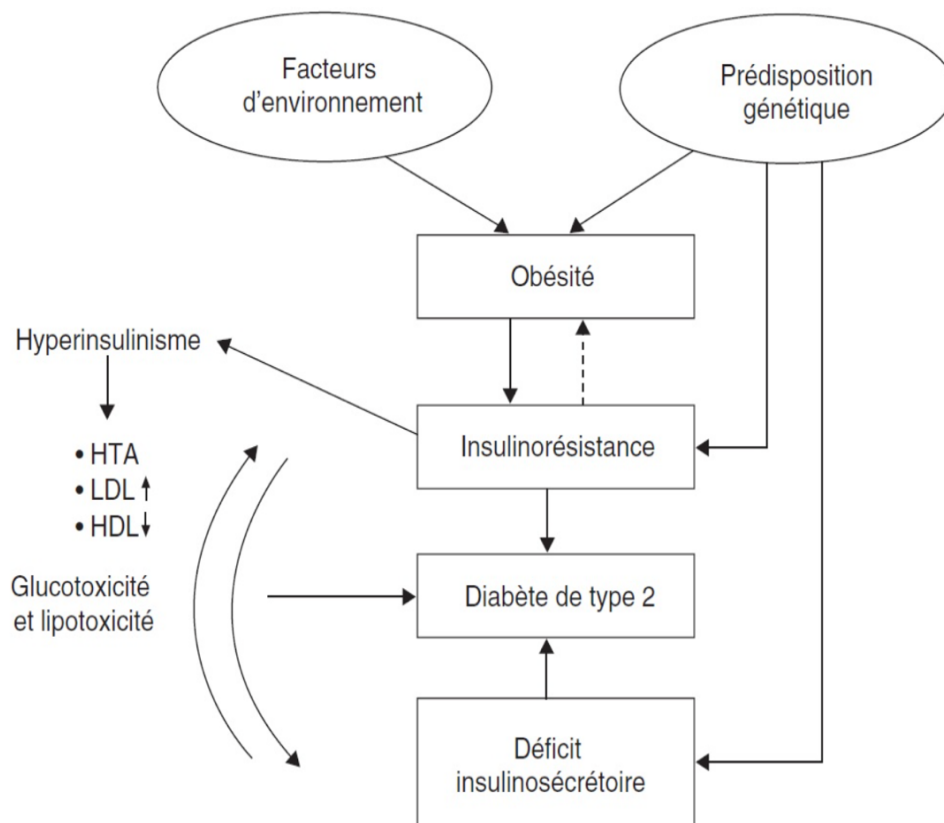 Facteurs
d'environnement
Prédisposition
génétique
Obésité
Hyperinsulinisme
Insulinorésistance
• HTA
• LDL ↑
• HDL ↓
Glucotoxicité
et lipotoxicité
Diabète de type 2
Déficit
insulinosécrétoire